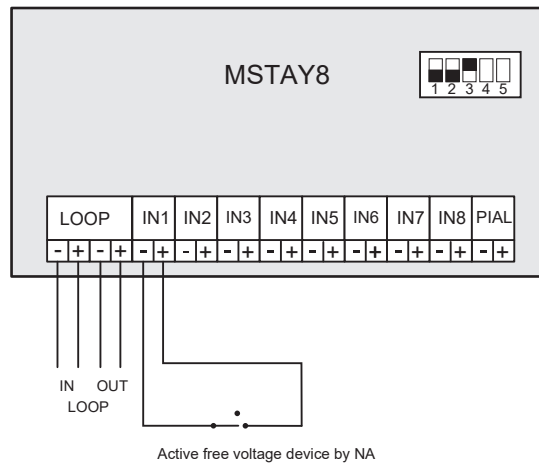 MSTAY8
1 2 3 4 5
LOOP IN1 IN2 IN3 IN4 IN5 IN6 IN7 IN8 PIAL
- + - + - + - + - + - + - + - + - + - + - +
IN OUT
LOOP
Active free voltage device by NA